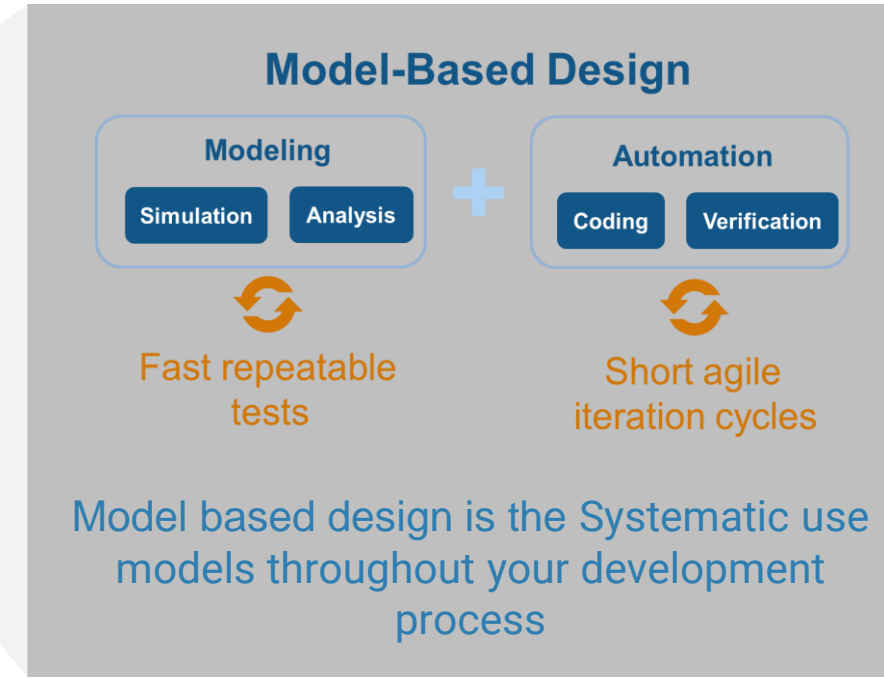 Model-Based Design
Modeling
Simulation
Analysis
Automation
Coding
Verification
Fast repeatable
tests
Short agile
iteration cycles
Model based design is the Systematic use
models throughout your development
process